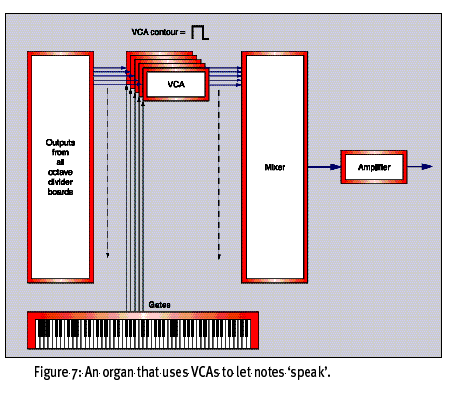 VCA contour =
VCA
Outputs
from
all
octave
divider
boards
Mixer
Amplifier
Gates
Figure 7: An organ that uses VCAs to let notes ‘speak’.